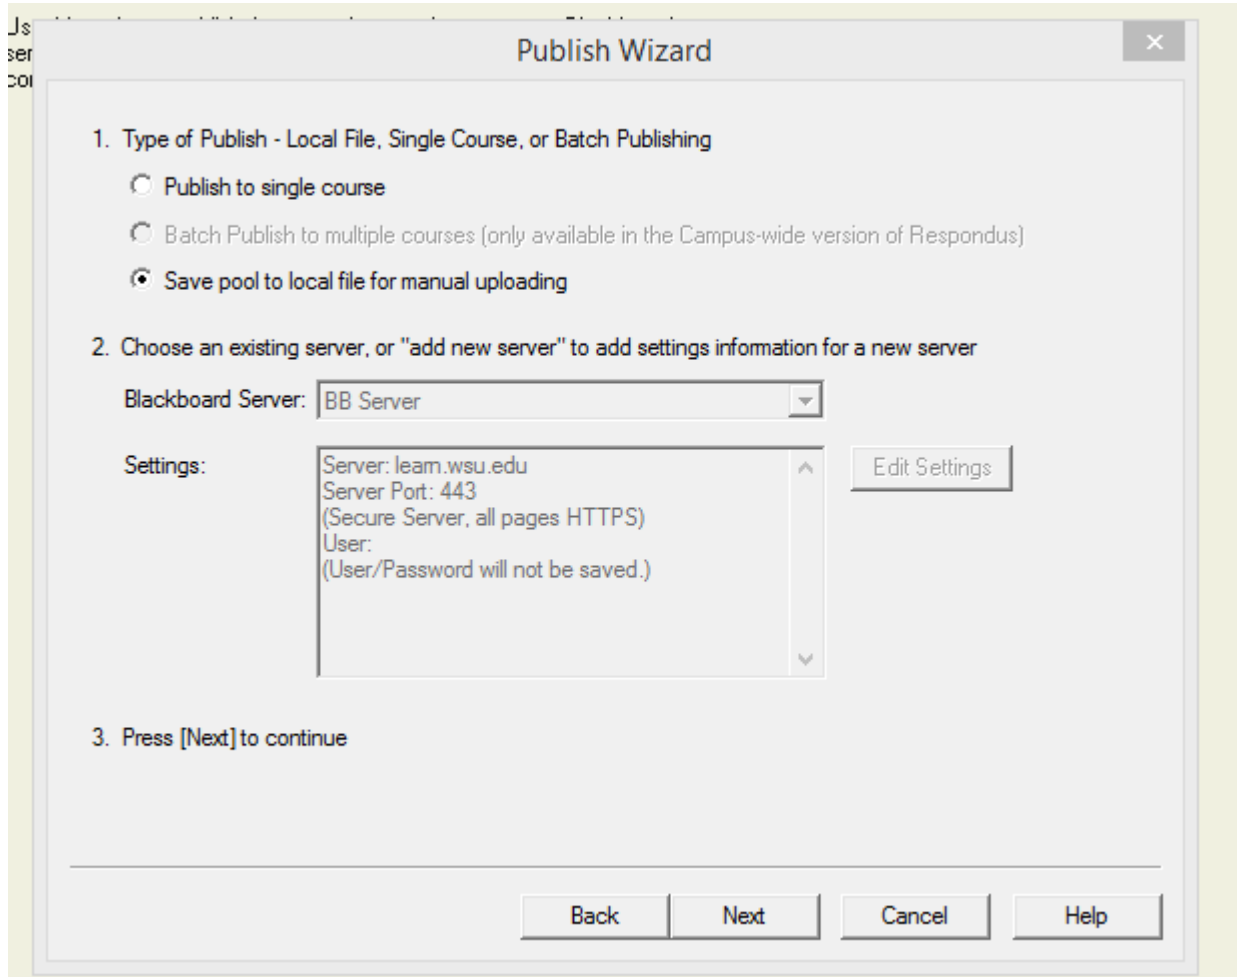 Publish Wizard
1. Type of Publish - Local File, Single Course, or Batch Publishing
Publish to single course
Batch Publish to multiple courses (only available in the Campus-wide version of Respondus)
Save pool to local file for manual uploading
2. Choose an existing server, or "add new server" to add settings information for a new server
Blackboard Server: BB Server
Settings:
Server: learn.wsu.edu
Edit Settings
Server Port: 443
(Secure Server, all pages HTTPS)
User:
(User/Password will not be saved.)
3. Press [Next] to continue
Back Next Cancel Help